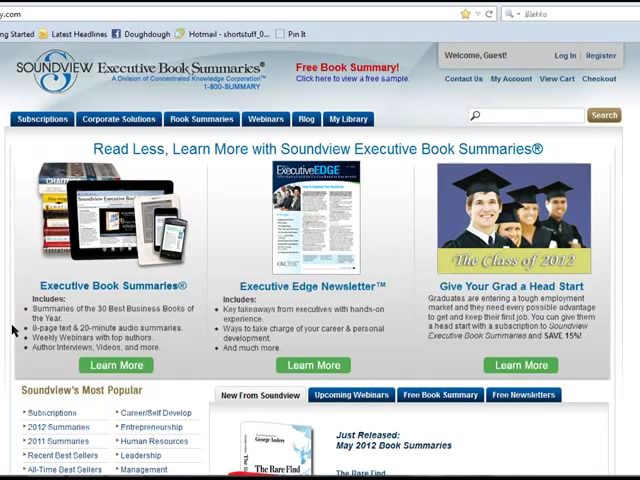 y.com
Blekko
ing Started
Latest Headlines
Doughdough
Hotmail - shortstuff_0...
Pin It
SOUNDVIEW Executive Book Summaries®
A Division of Concentrated Knowledge Corporation™
1-800-SUMMARY
Free Book Summary!
Click here to view a free sample.
Welcome, Guest!
Log In | Register
Contact Us | My Account | View Cart | Checkout
Subscriptions
Corporate Solutions
Book Summaries
Webinars
Blog
My Library
Search
Read Less, Learn More with Soundview Executive Book Summaries®
Soundview Executive Book
ExecutiveEDGE
The Class of 2012
Executive Book Summaries®
Includes:
Summaries of the 30 Best Business Books of
the Year.
8-page text & 20-minute audio summaries.
Weekly Webinars with top authors.
Author Interviews, Videos, and more.
Learn More
Executive Edge Newsletter™
Includes:
Key takeaways from executives with hands-on
experience.
Ways to take charge of your career & personal
development.
And much more.
Learn More
Give Your Grad a Head Start
Graduates are entering a tough employment
market and they need every possible advantage
to get and keep their first job. You can give them
a head start with a subscription to Soundview
Executive Book Summaries and SAVE 15%!
Learn More
Soundview's Most Popular
Subscriptions
2012 Summaries
2011 Summaries
Recent Best Sellers
All-Time Best Sellers
Career/Self Develop
Entrepreneurship
Human Resources
Leadership
Management
New From Soundview
Upcoming Webinars
Free Book Summary
Free Newsletters
George Anders
The Rare Find
Just Released:
May 2012 Book Summaries
The Rare Find